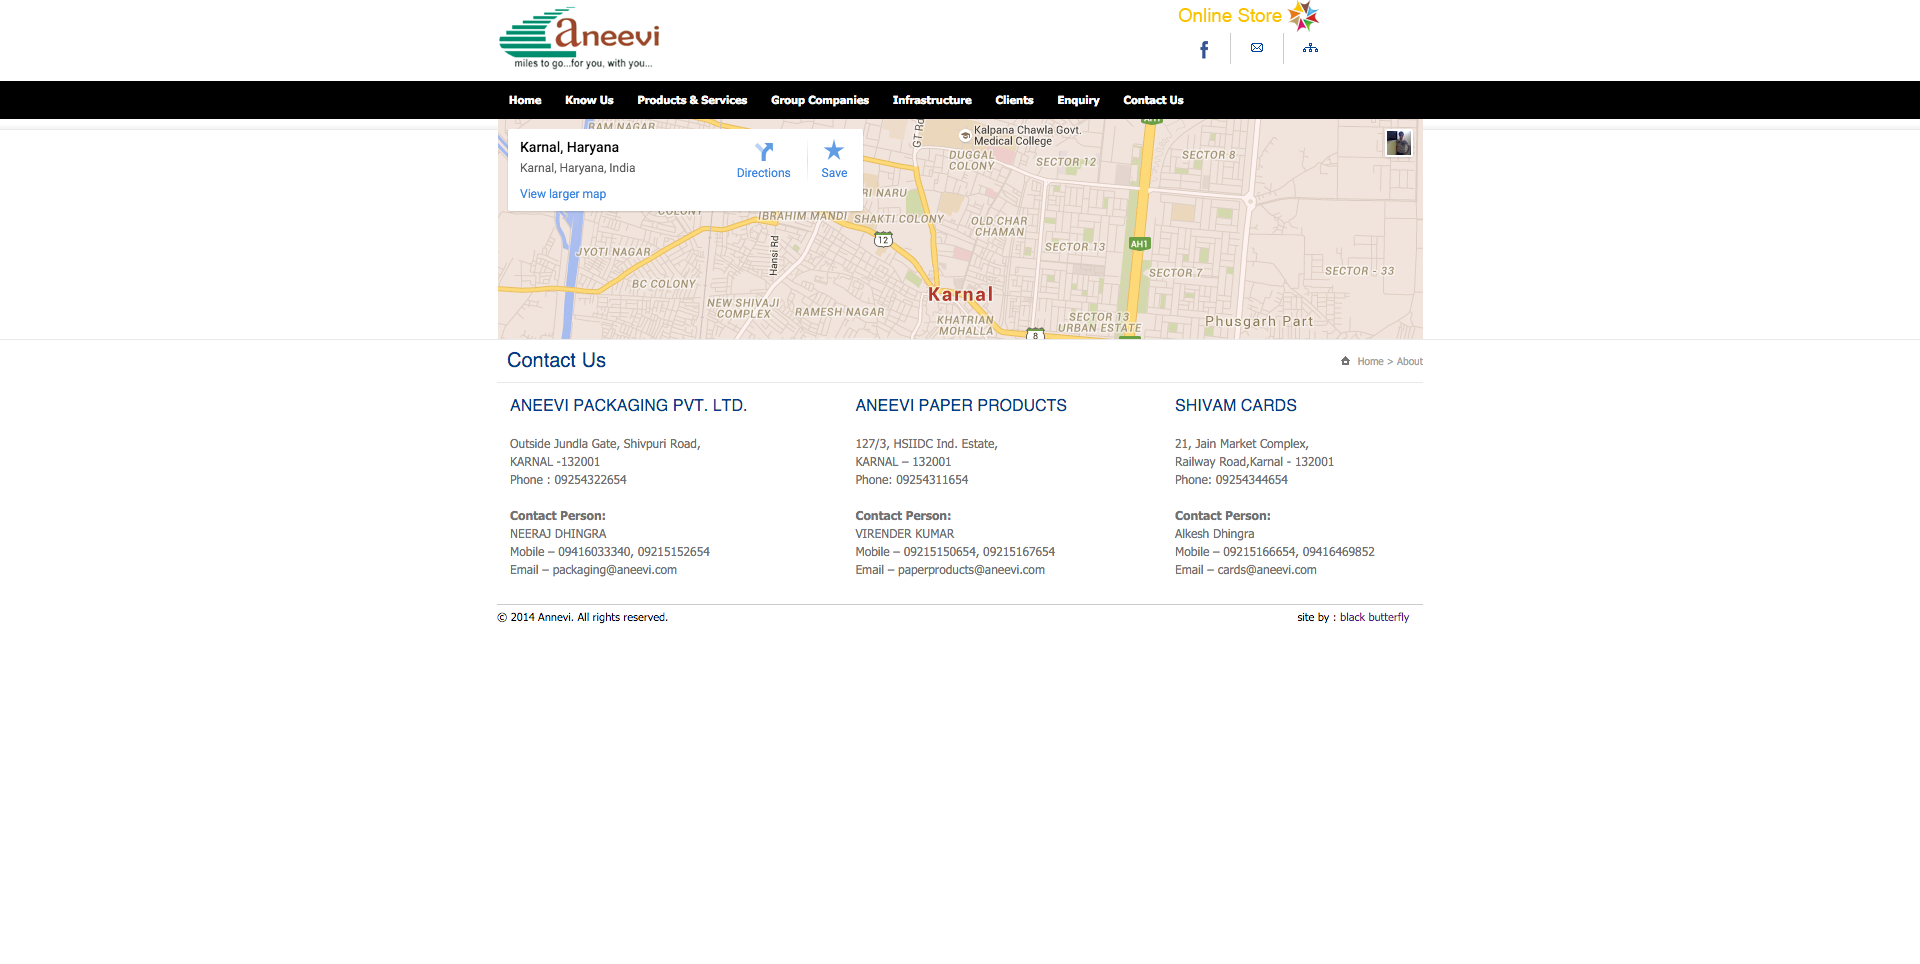 aneevi
miles to go...for you, with you...
Online Store
Home Know Us Products & Services Group Companies Infrastructure Clients Enquiry Contact Us
RAM NAGAR
Karnal, Haryana
Karnal, Haryana, India
View larger map
Directions
Save
GT Rd
Kalpana Chawla Govt.
Medical College
DUGGAL
COLONY
SECTOR 12
SECTOR 8
AH1
RI NARU
COLONY
IBRAHIM MANDI
SHAKTI COLONY
OLD CHAR
CHAMAN
12
Hansi Rd
JYOTI NAGAR
SECTOR 13
AH1
SECTOR 7
SECTOR - 33
BC COLONY
Karnal
NEW SHIVAJI
COMPLEX
RAMESH NAGAR
KHATRIAN
MOHALLA
SECTOR 13
URBAN ESTATE
Phusgarh Part
8
Contact Us
Home > About
ANEEVI PACKAGING PVT. LTD.
Outside Jundla Gate, Shivpuri Road,
KARNAL -132001
Phone : 09254322654
Contact Person:
NEERAJ DHINGRA
Mobile – 09416033340, 09215152654
Email – packaging@aneevi.com
ANEEVI PAPER PRODUCTS
127/3, HSIIDC Ind. Estate,
KARNAL – 132001
Phone: 09254311654
Contact Person:
VIRENDER KUMAR
Mobile – 09215150654, 09215167654
Email – paperproducts@aneevi.com
SHIVAM CARDS
21, Jain Market Complex,
Railway Road,Karnal - 132001
Phone: 09254344654
Contact Person:
Alkesh Dhingra
Mobile – 09215166654, 09416469852
Email – cards@aneevi.com
© 2014 Annevi. All rights reserved.
site by : black butterfly